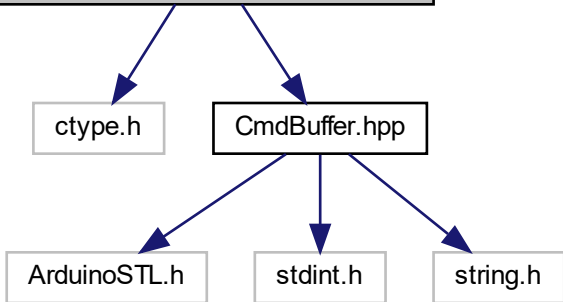 ctype.h
CmdBuffer.hpp
ArduinoSTL.h
stdint.h
string.h